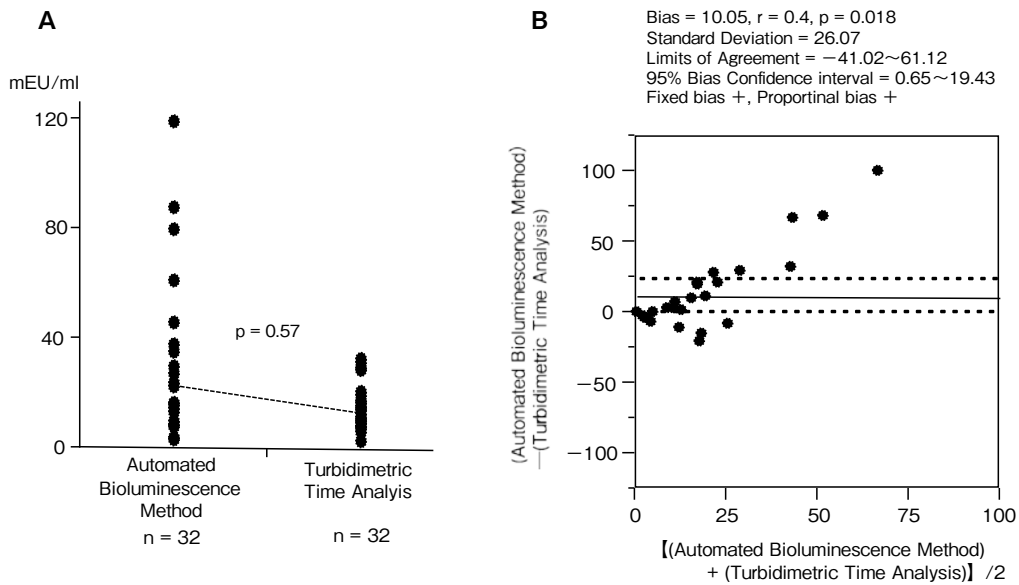 A
mEU/ml
120
80
40
0
p = 0.57
Automated
Bioluminescence
Method
n = 32
Turbidimetric
Time Analyis
n = 32
B
Bias = 10.05, r = 0.4, p = 0.018
Standard Deviation = 26.07
Limits of Agreement = −41.02~61.12
95% Bias Confidence interval = 0.65~19.43
Fixed bias +, Proportinal bias +
(Automated Bioluminescence Method)
—(Turbidimetric Time Analysis)
100
50
0
−50
−100
0 25 50 75 100
【(Automated Bioluminescence Method)
+ (Turbidimetric Time Analysis)】/2